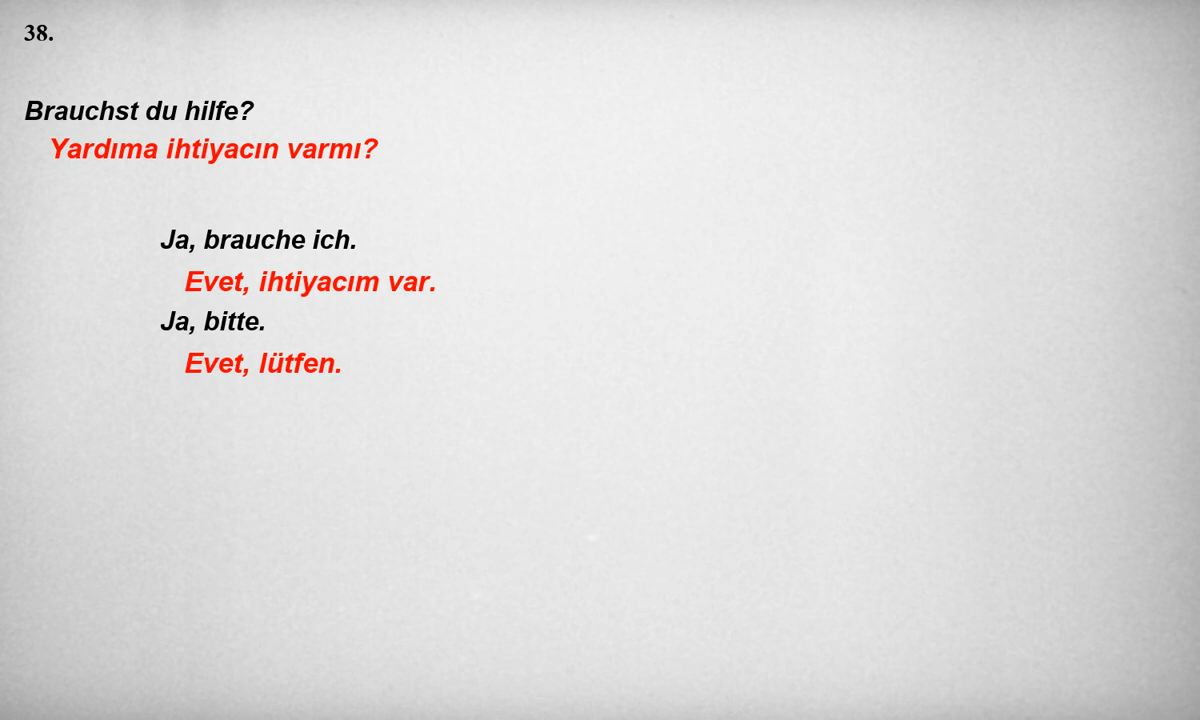 38.
Brauchst du hilfe?
Yardıma ihtiyacın varmı?
Ja, brauche ich.
Evet, ihtiyacım var.
Ja, bitte.
Evet, lütfen.